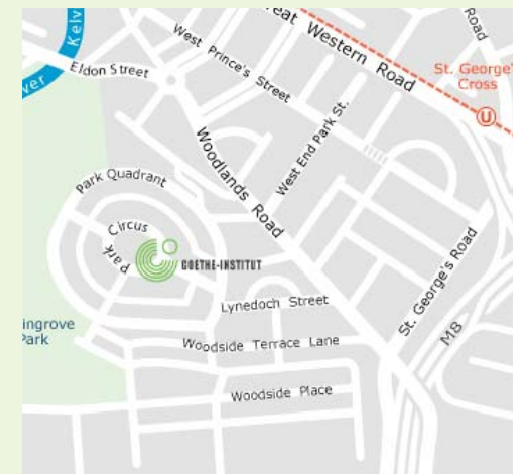 Kelv
ver
Eldon Street
West Prince's Street
eat Western Road
Road
St. George's
Cross
U
Woodlands Road
West End Park St.
Park Quadrant
Park Circus
GOETHE-INSTITUT
Lynedoch Street
St. George's Road
M8
ingrove
Park
Woodside Terrace Lane
Woodside Place